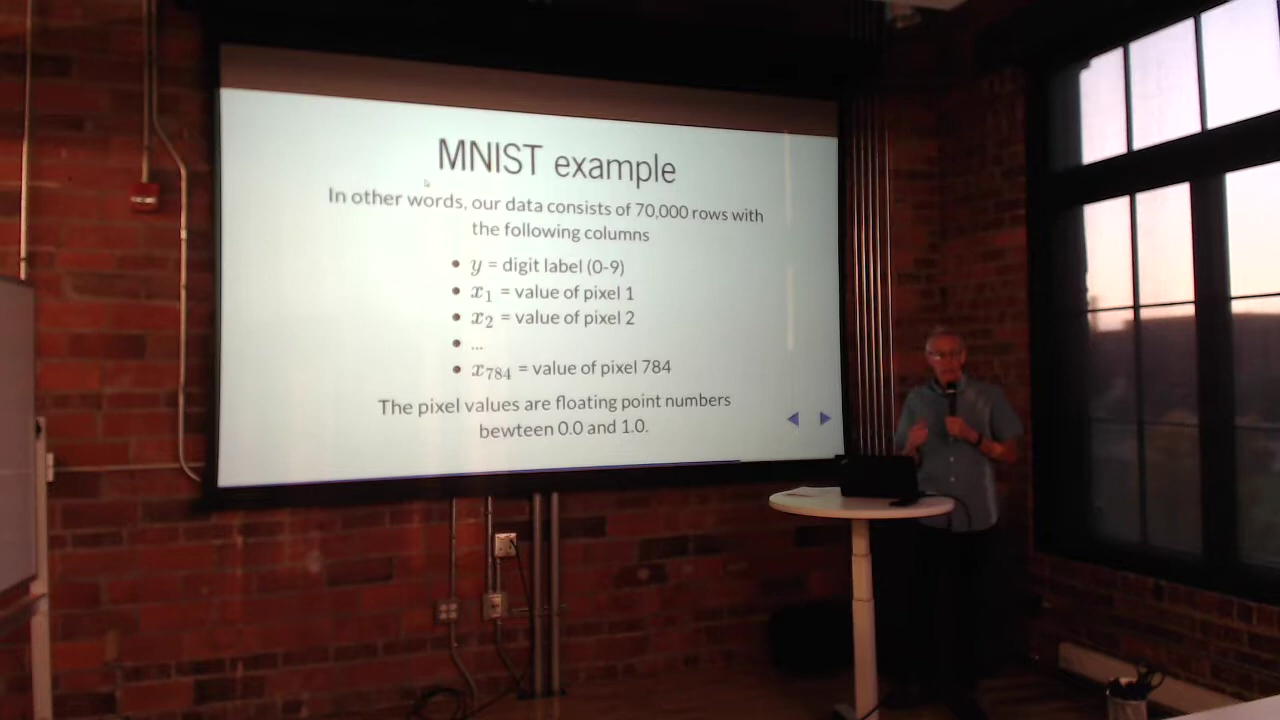 MNIST example
In other words, our data consists of 70,000 rows with
the following columns
• y = digit label (0-9)
• x₁ = value of pixel 1
• x₂ = value of pixel 2
• ...
• x₇₈₄ = value of pixel 784
The pixel values are floating point numbers
bewteen 0.0 and 1.0.